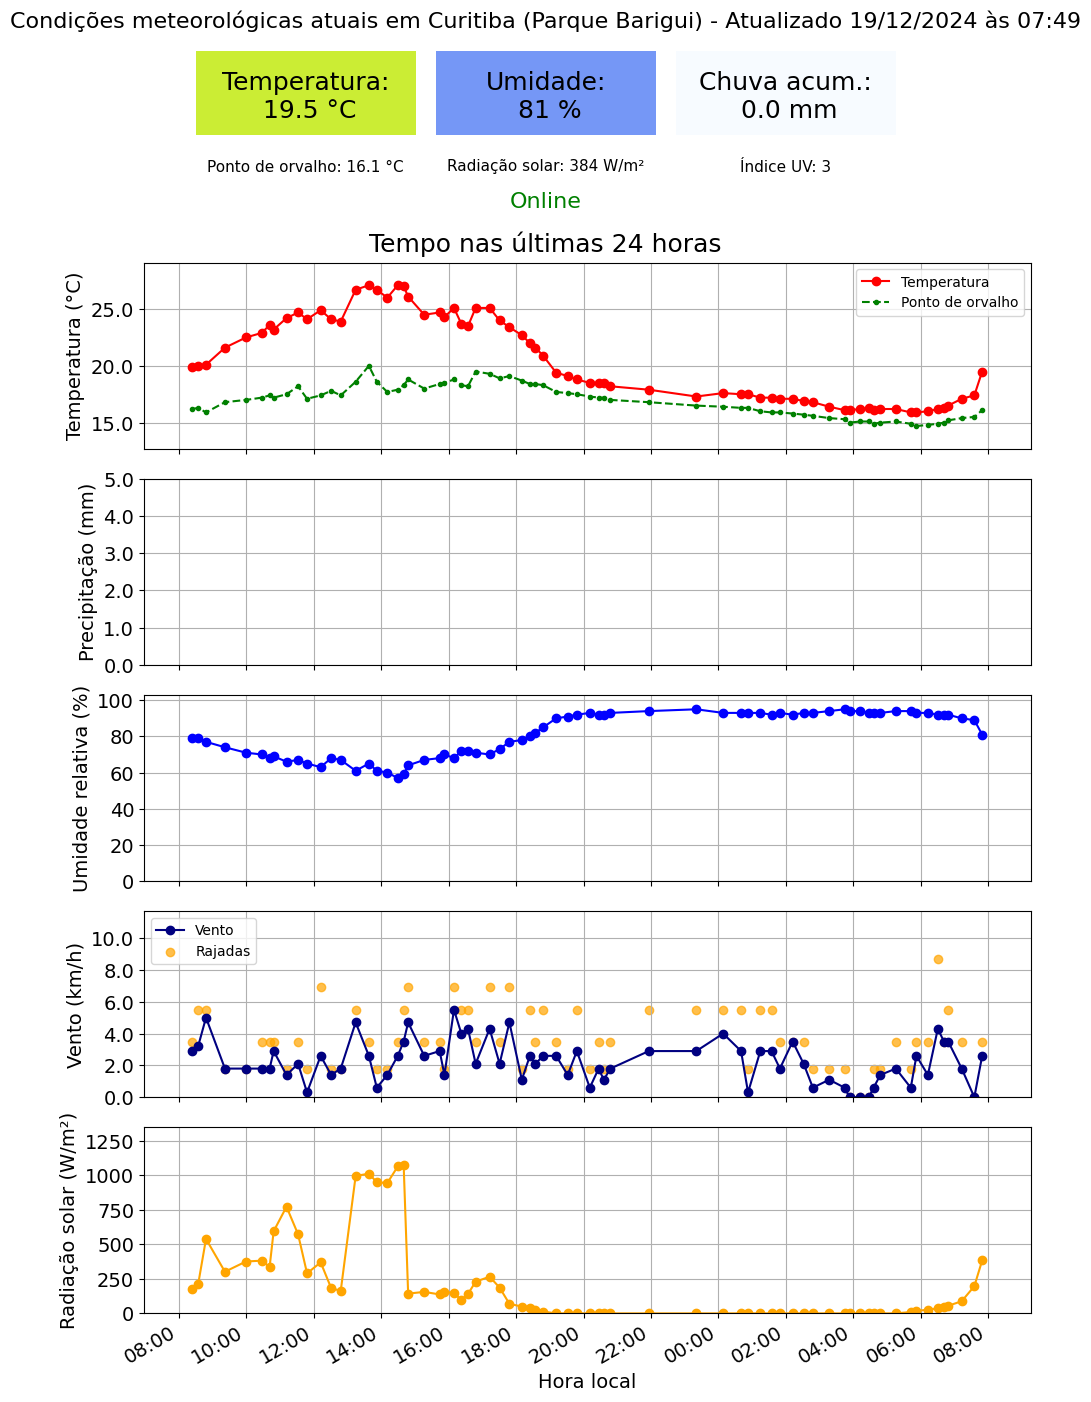 Condições meteorológicas atuais em Curitiba (Parque Barigui) - Atualizado 19/12/2024 às 07:49
Temperatura:
19.5 °C
Umidade:
81 %
Chuva acum.:
0.0 mm
Ponto de orvalho: 16.1 °C
Radiação solar: 384 W/m²
Índice UV: 3
Online
Tempo nas últimas 24 horas
Temperatura (°C)
25.0
20.0
15.0
Temperatura
Ponto de orvalho
Precipitação (mm)
5.0
4.0
3.0
2.0
1.0
0.0
Umidade relativa (%)
100
80
60
40
20
0
Vento (km/h)
10.0
8.0
6.0
4.0
2.0
0.0
Vento
Rajadas
Radiação solar (W/m²)
1250
1000
750
500
250
0
08:00
10:00
12:00
14:00
16:00
18:00
20:00
22:00
00:00
02:00
04:00
06:00
08:00
Hora local